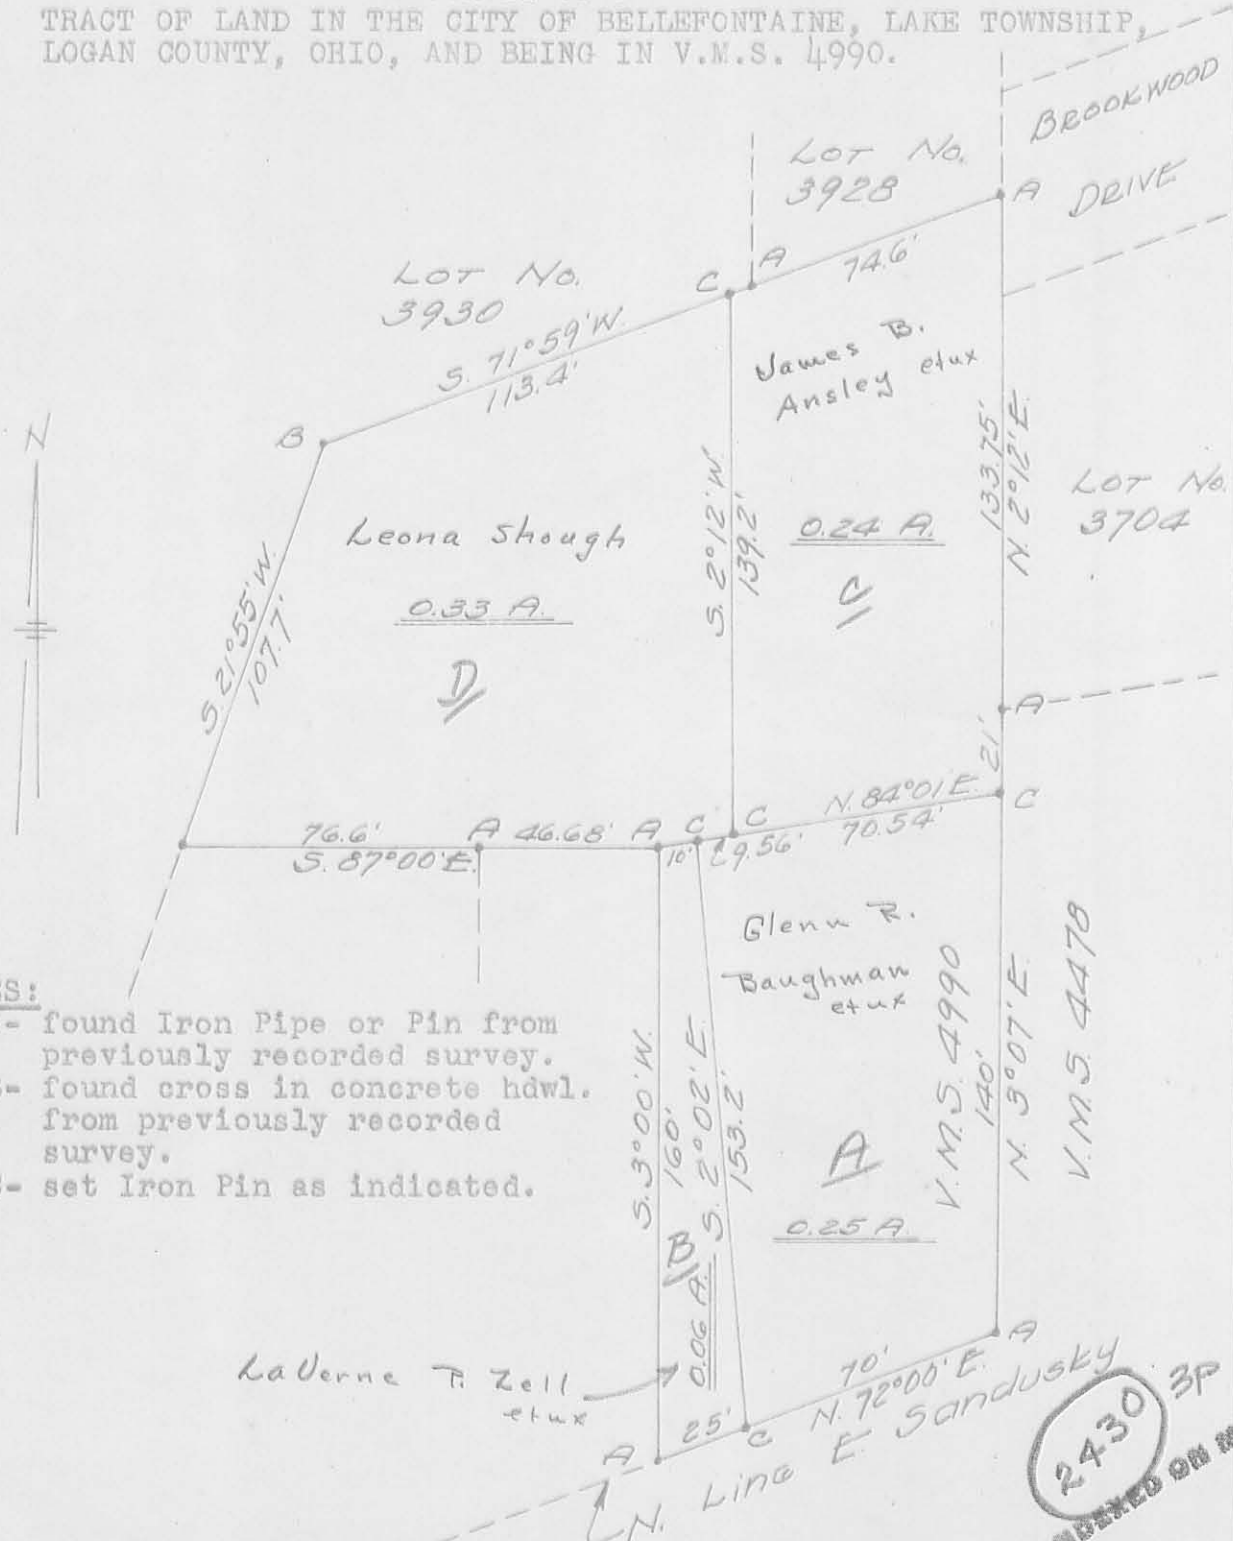 TRACT OF LAND IN THE CITY OF BELLEFONTAINE, LAKE TOWNSHIP,
LOGAN COUNTY, OHIO, AND BEING IN V.M.S. 4990.
BROOKWOOD
DRIVE
LOT No.
3928
A
A
C
74.6'
LOT No.
3930
S. 71°59'W.
113.4'
B
James B.
Ansley etux
0.24 A.
C
133.75'
N. 2°12'E.
LOT No.
3704
N
Leona Shough
0.33 A.
D
S. 2°12'W.
139.2'
S. 21°55'W.
107.7'
A
21'
C
N. 84°01'E.
70.54'
76.6'
S. 87°00'E.
A
46.68'
A
C
C
10'
9.56'
Glenn R.
Baughman
etux
A
0.25 A.
V.M.S. 4990
140'
N. 3°07'E.
V.M.S. 4478
S. 3°00'W.
160'
S. 2°02'E.
153.2'
B
0.06 A.
ES:
- found Iron Pipe or Pin from
previously recorded survey.
- found cross in concrete hdwl.
from previously recorded
survey.
- set Iron Pin as indicated.
LaVerne P. Zell
etux
A
25'
C
70'
N. 72°00'E.
A
N. Line E. Sandusky
2430
3P
INDEXED ON M